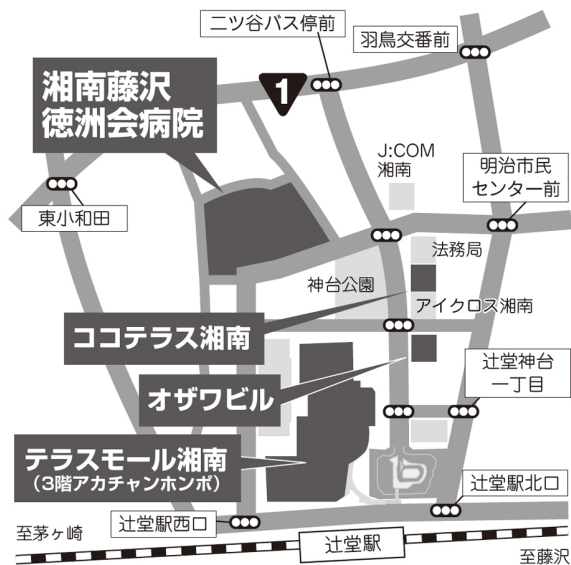 二ツ谷バス停前
羽鳥交番前
湘南藤沢
徳洲会病院
1
J:COM
湘南
明治市民
センター前
東小和田
法務局
神台公園
アイクロス湘南
ココテラス湘南
辻堂神台
一丁目
オザワビル
テラスモール湘南
（3階アカチャンホンポ）
辻堂駅北口
辻堂駅西口
至茅ヶ崎
辻堂駅
至藤沢